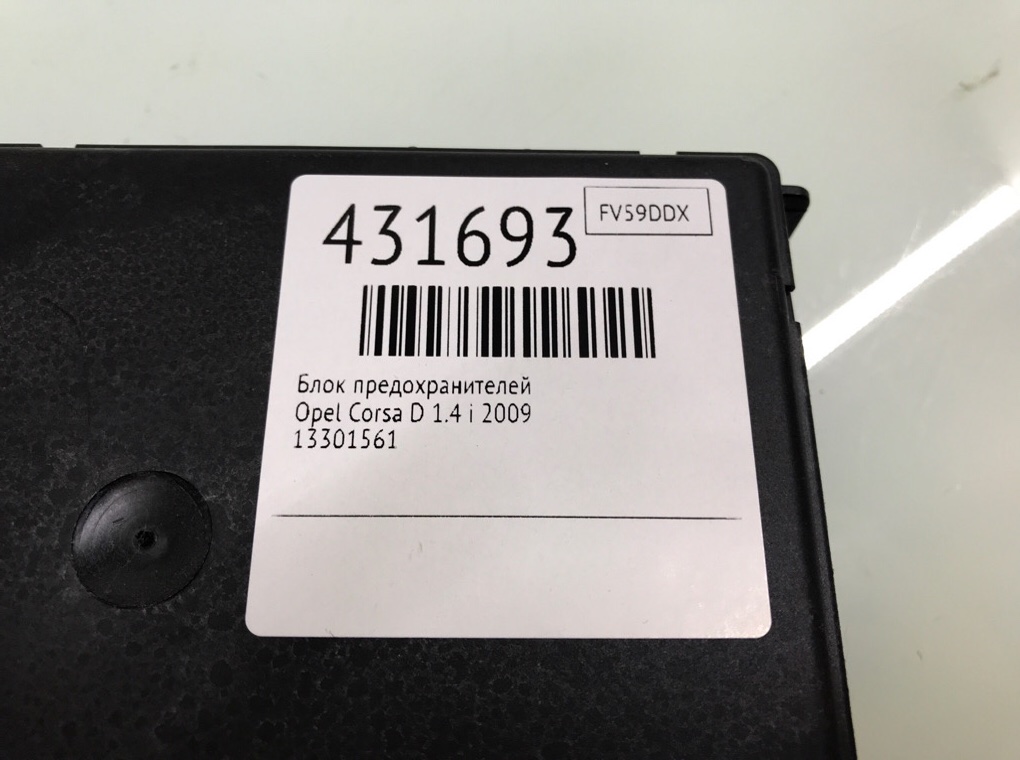 431693
FV59DDX
Блок предохранителей
Opel Corsa D 1.4 i 2009
13301561